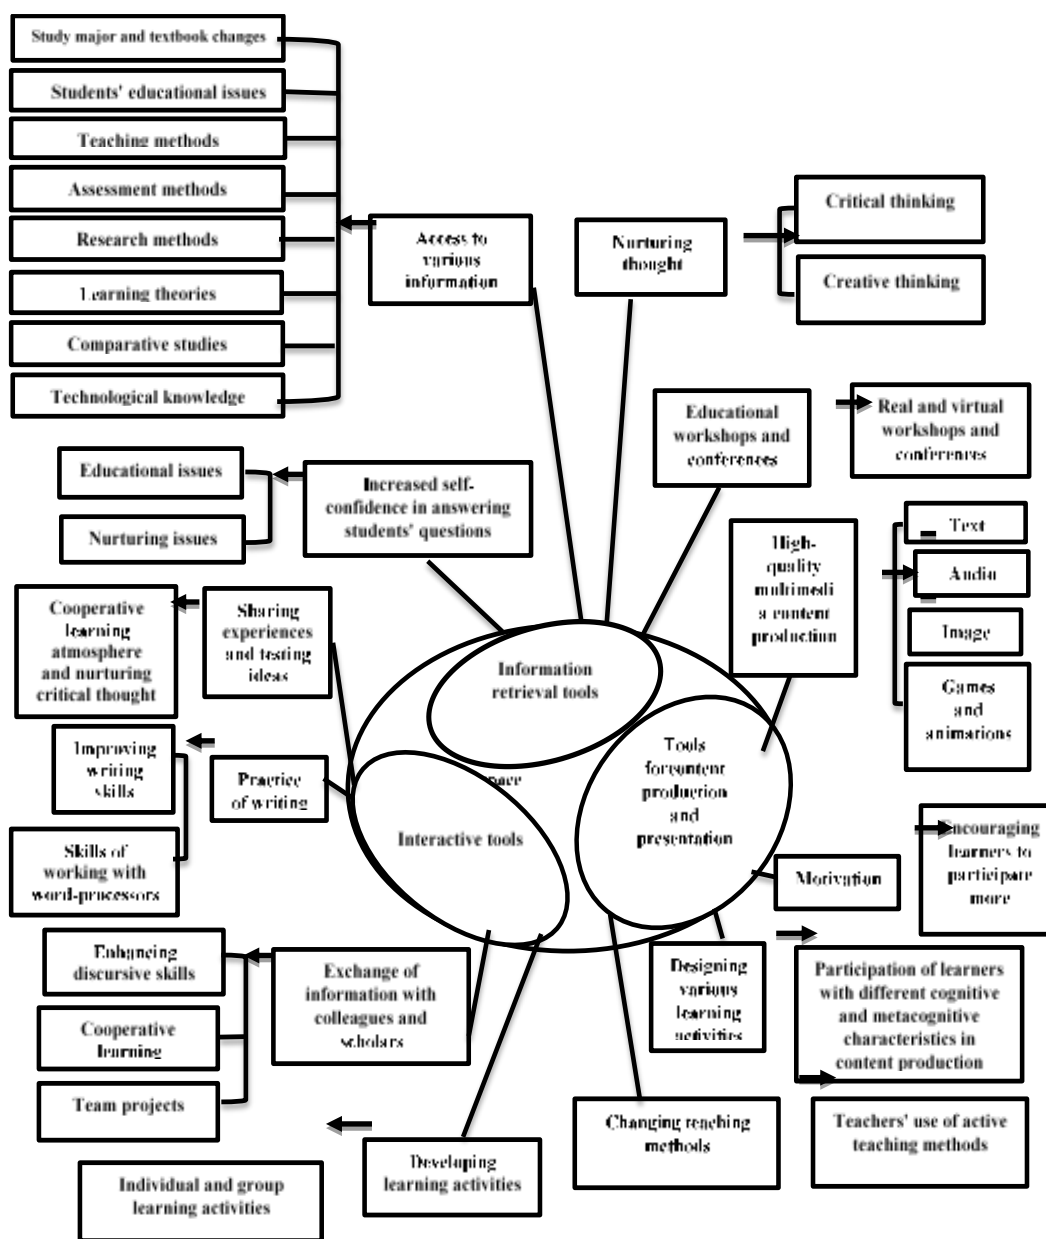 Study major and textbook changes
Students' educational issues
Teaching methods
Assessment methods
Research methods
Learning theories
Comparative studies
Technological knowledge
Access to
various
information
Nurturing
thought
Critical thinking
Creative thinking
Educational
workshops and
conferences
Real and virtual
workshops and
conferences
Educational issues
Nurturing issues
Increased self-
confidence in answering
students' questions
High-
quality
multimedi
a content
production
Text
Audio
Image
Games
and
animations
Cooperative
learning
atmosphere
and nurturing
critical thought
Sharing
experiences
and testing
ideas
Information
retrieval tools
Improving
writing
skills
Practice
of writing
Skills of
working with
word-processors
Interactive tools
Tools
forcontent
production
and
presentation
Motivation
Encouraging
learners to
participate
more
Enhancing
discursive skills
Cooperative
learning
Team projects
Exchange of
information with
colleagues and
scholars
Designing
various
learning
activities
Participation of learners
with different cognitive
and metacognitive
characteristics in
content production
Individual and group
learning activities
Developing
learning activities
Changing teaching
methods
Teachers' use of active
teaching methods